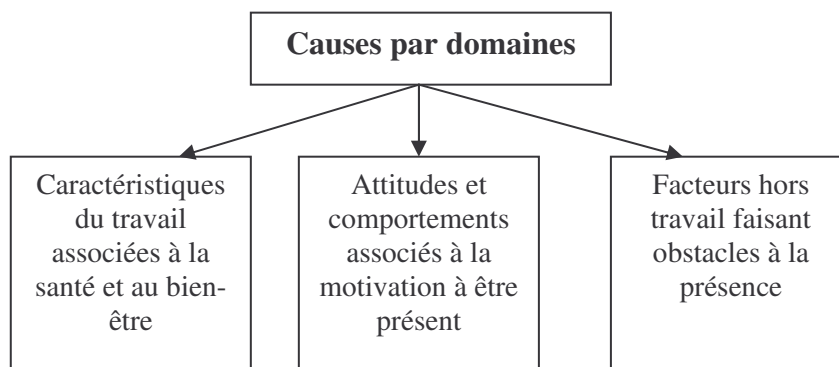 Causes par domaines
Caractéristiques
du travail
associées à la
santé et au bien-
être
Attitudes et
comportements
associés à la
motivation à être
présent
Facteurs hors
travail faisant
obstacles à la
présence